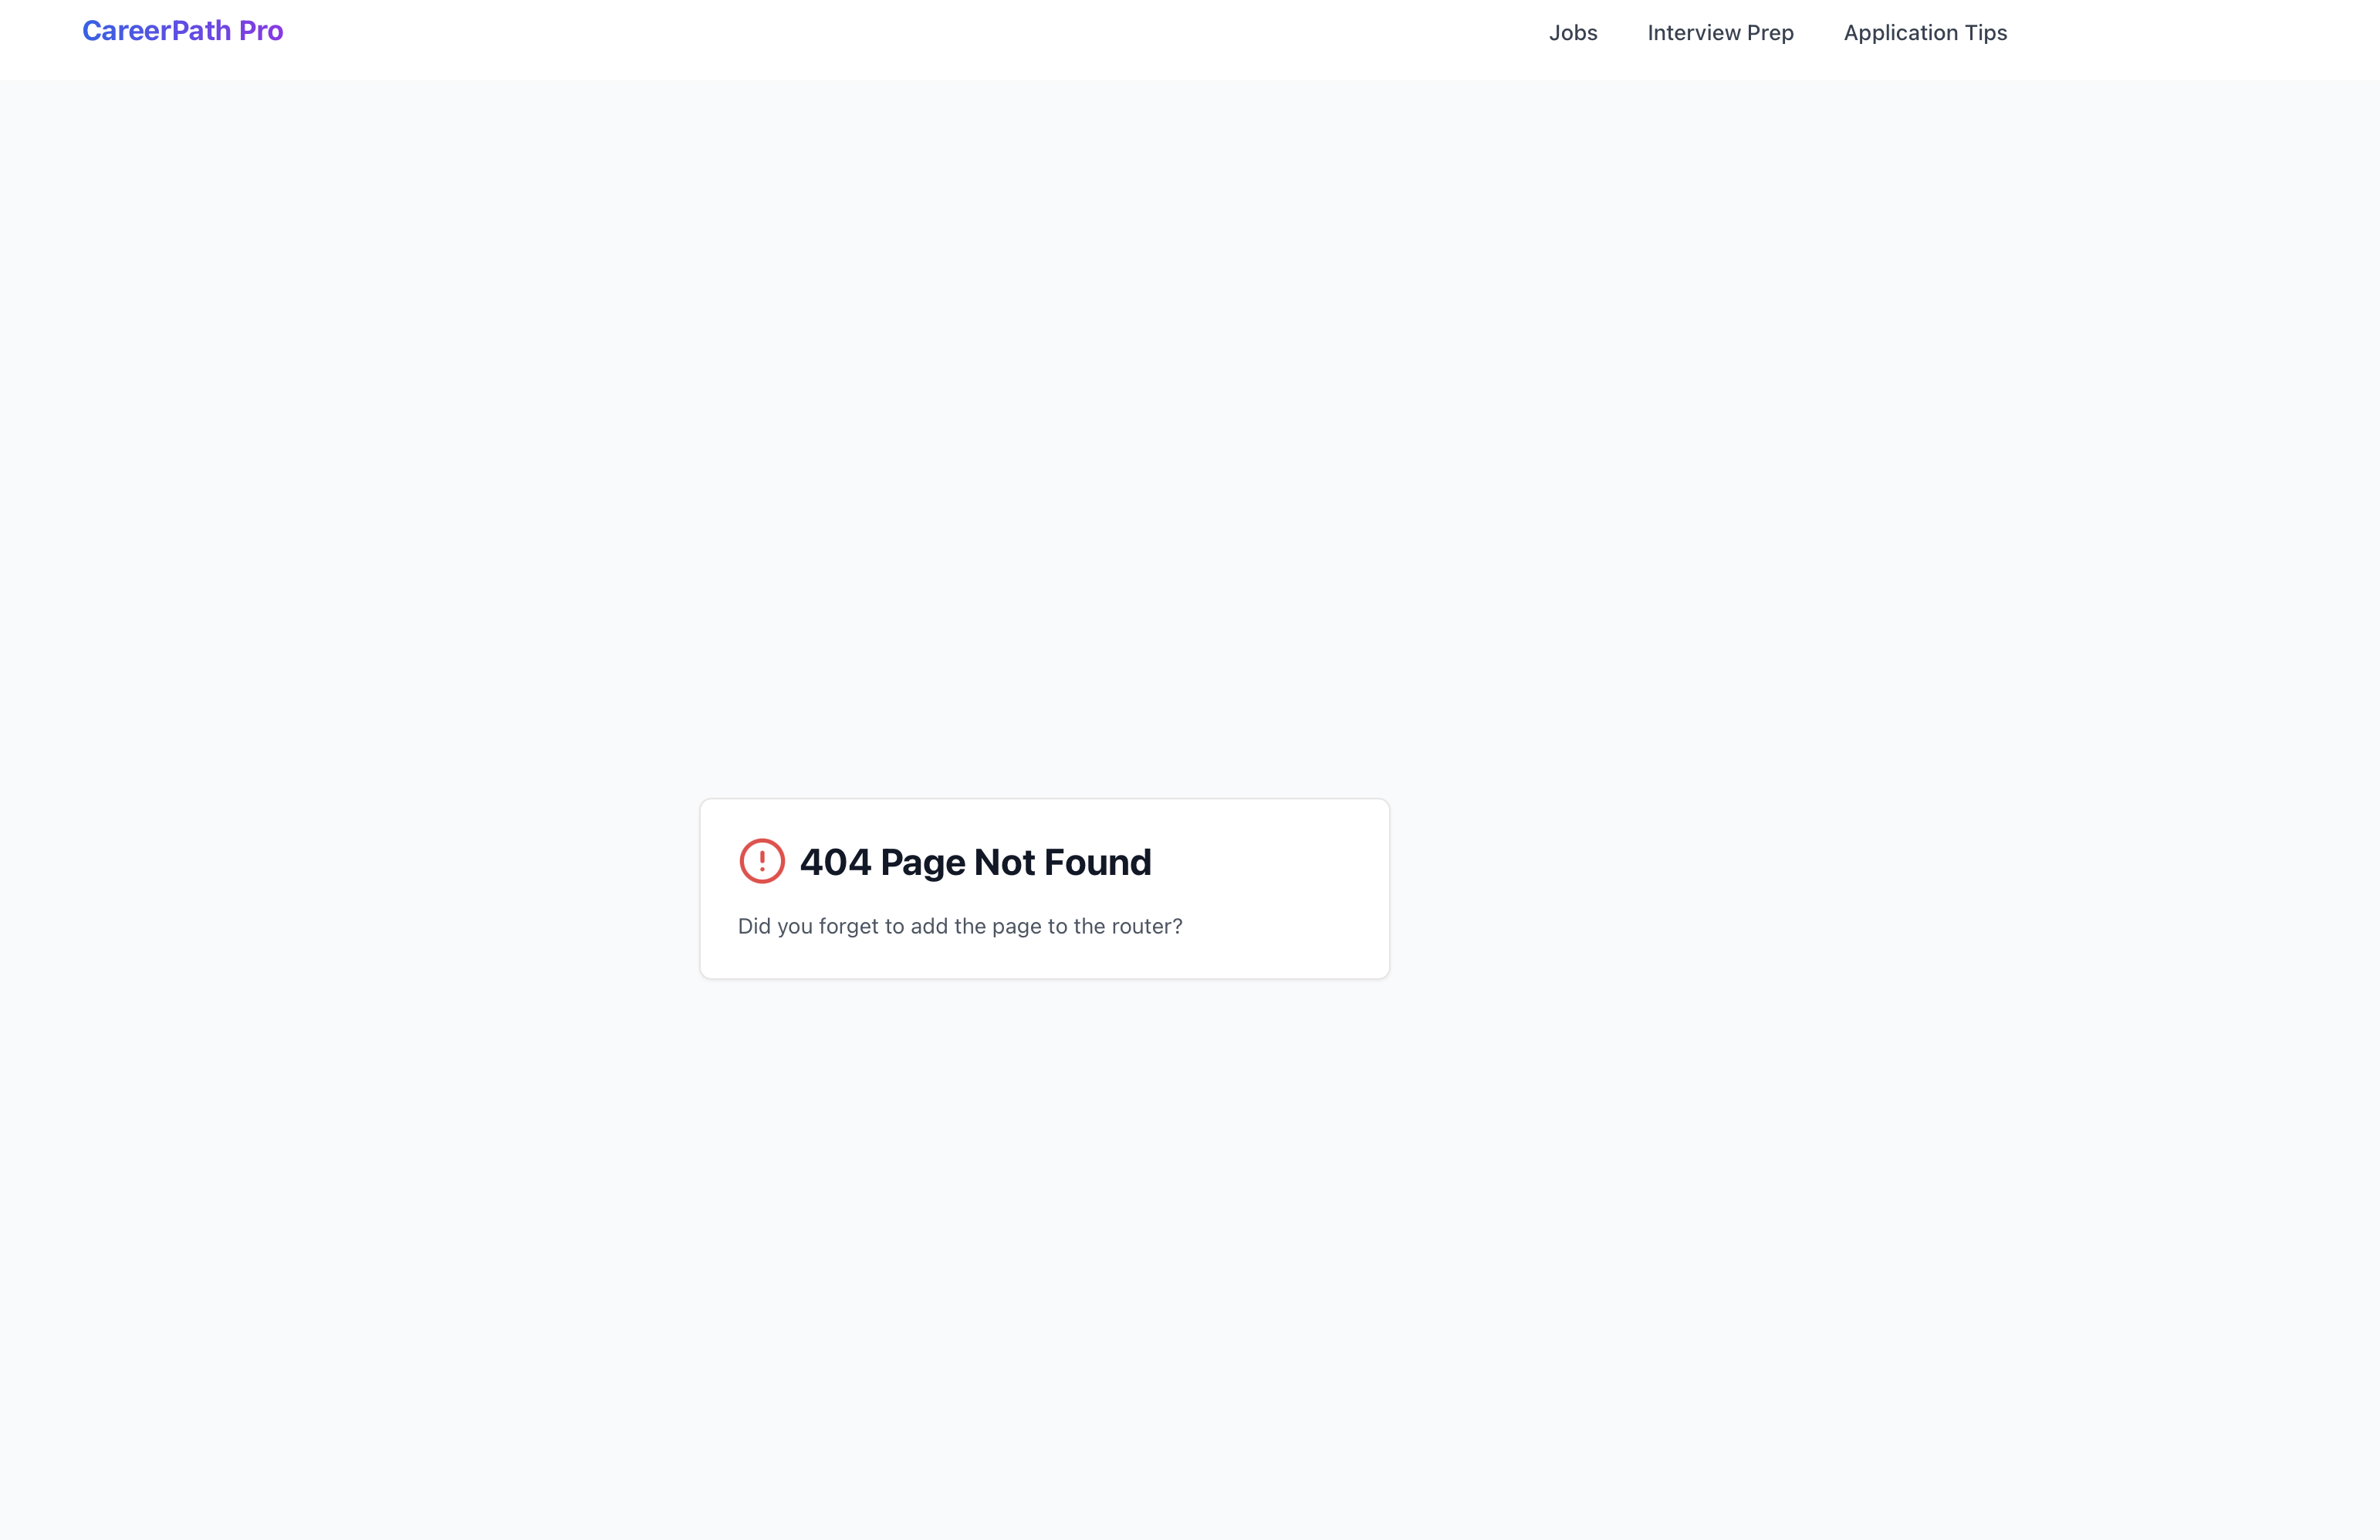 CareerPath Pro
Jobs Interview Prep Application Tips
404 Page Not Found
Did you forget to add the page to the router?